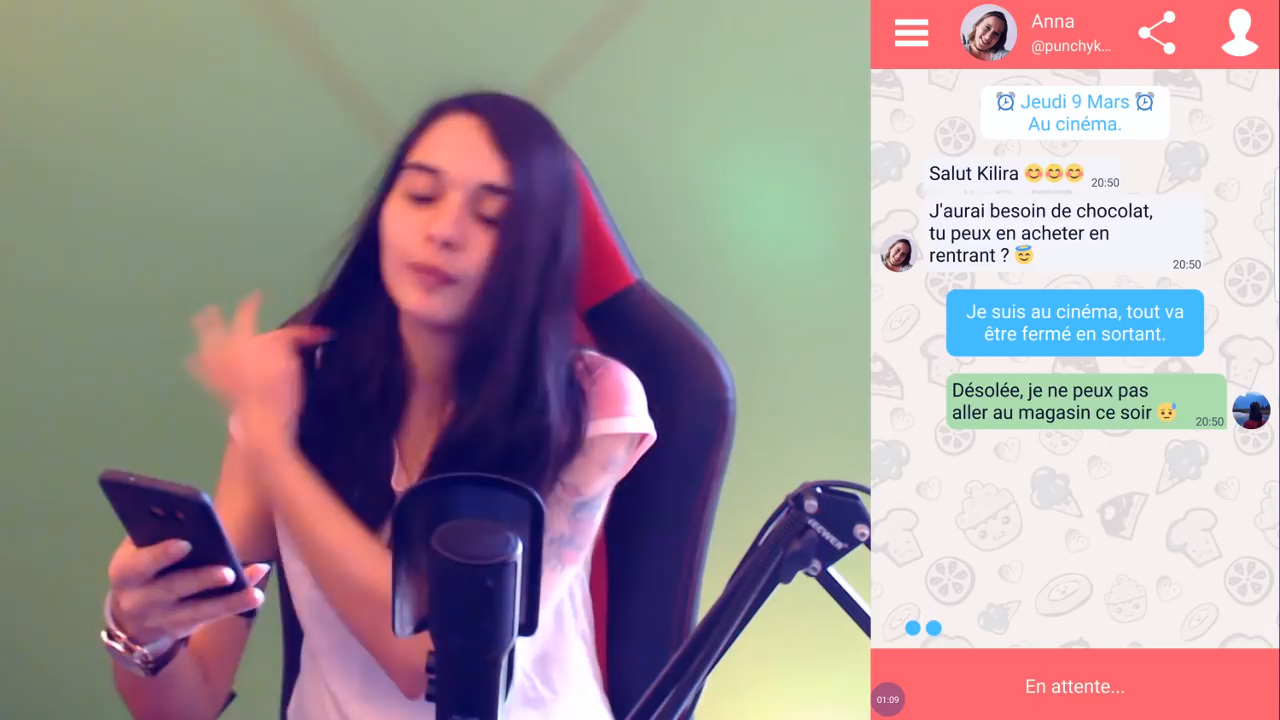 Anna
@punchyk...
⏰ Jeudi 9 Mars ⏰
Au cinéma.
Salut Kilira 😊😊😊
20:50
J'aurai besoin de chocolat,
tu peux en acheter en
rentrant ? 😇
20:50
Je suis au cinéma, tout va
être fermé en sortant.
Désolée, je ne peux pas
aller au magasin ce soir 😓
20:50
En attente...
01:09
NEEWER